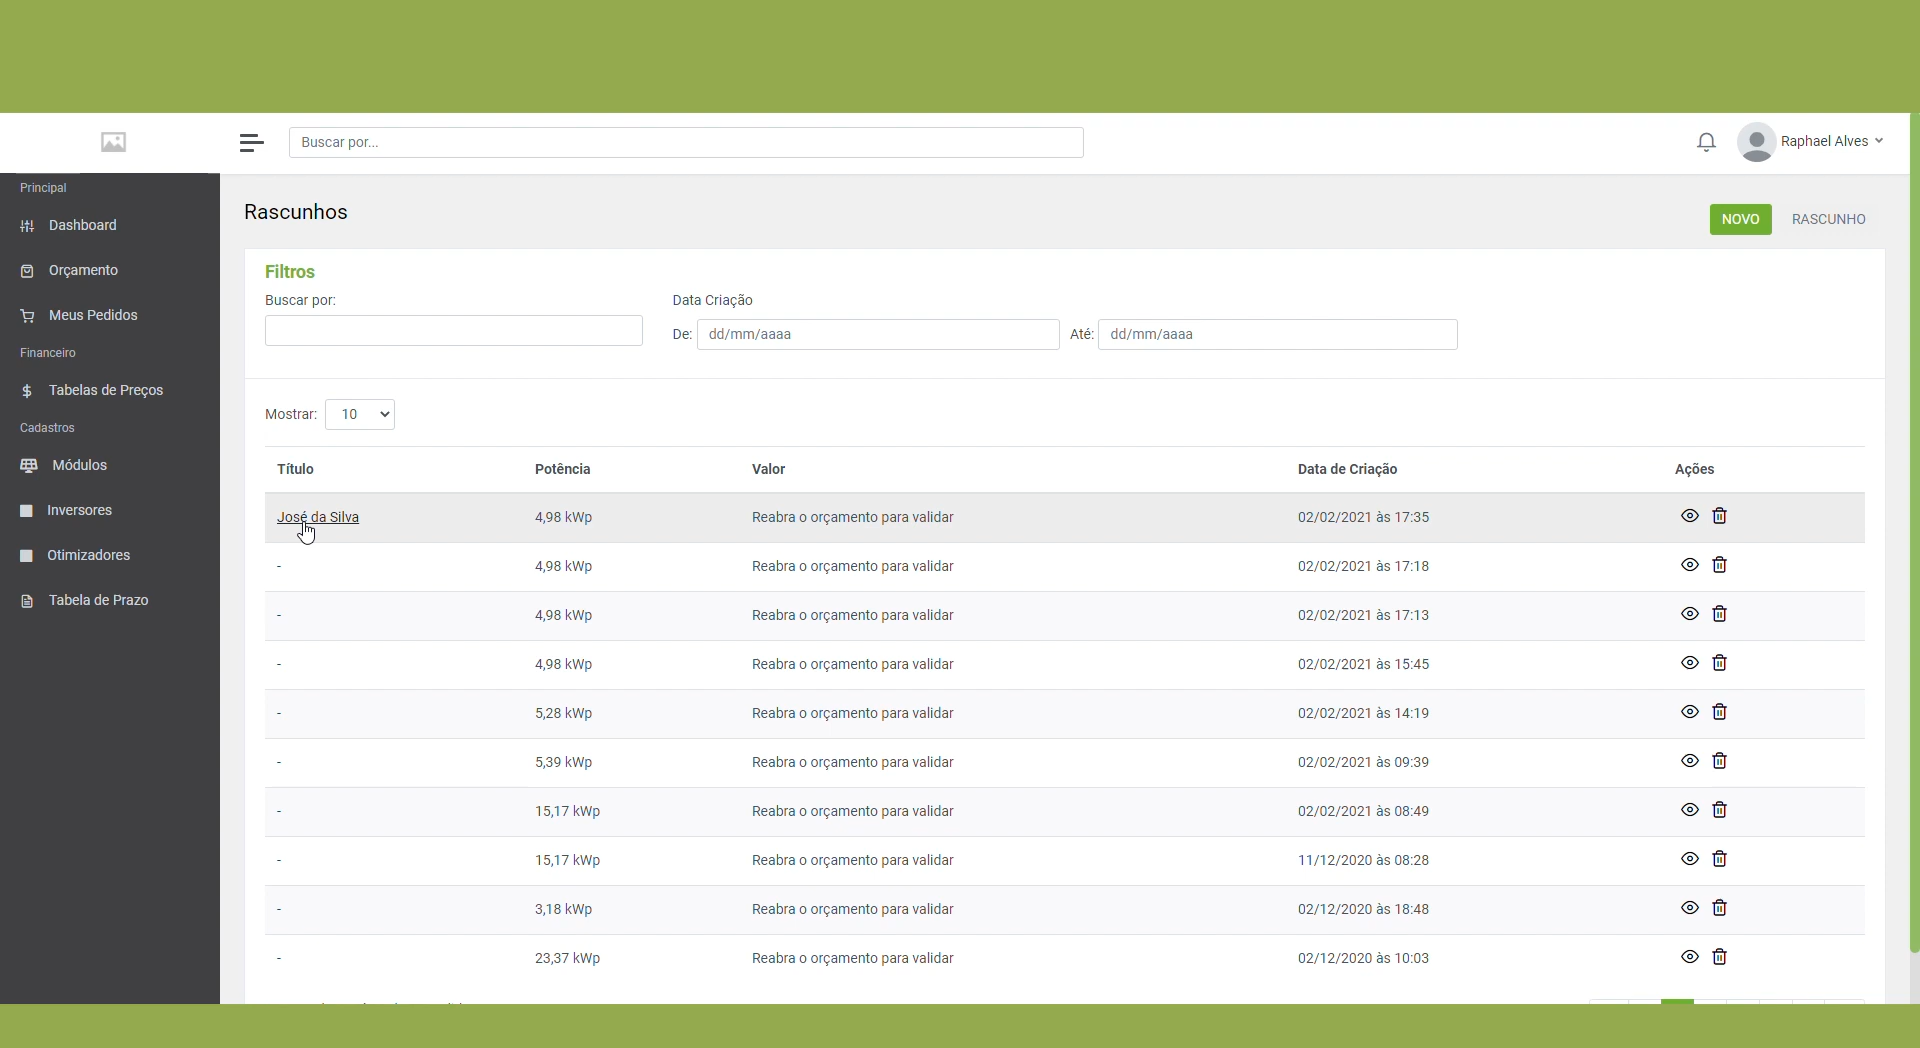 Buscar por...
Raphael Alves
Principal
Dashboard
Orçamento
Meus Pedidos
Financeiro
Tabelas de Preços
Cadastros
Módulos
Inversores
Otimizadores
Tabela de Prazo
Rascunhos
NOVO RASCUNHO
Filtros
Buscar por: Data Criação
De: dd/mm/aaaa Até: dd/mm/aaaa
Mostrar: 10
Título Potência Valor Data de Criação Ações
José da Silva 4,98 kWp Reabra o orçamento para validar 02/02/2021 às 17:35
- 4,98 kWp Reabra o orçamento para validar 02/02/2021 às 17:18
- 4,98 kWp Reabra o orçamento para validar 02/02/2021 às 17:13
- 4,98 kWp Reabra o orçamento para validar 02/02/2021 às 15:45
- 5,28 kWp Reabra o orçamento para validar 02/02/2021 às 14:19
- 5,39 kWp Reabra o orçamento para validar 02/02/2021 às 09:39
- 15,17 kWp Reabra o orçamento para validar 02/02/2021 às 08:49
- 15,17 kWp Reabra o orçamento para validar 11/12/2020 às 08:28
- 3,18 kWp Reabra o orçamento para validar 02/12/2020 às 18:48
- 23,37 kWp Reabra o orçamento para validar 02/12/2020 às 10:03